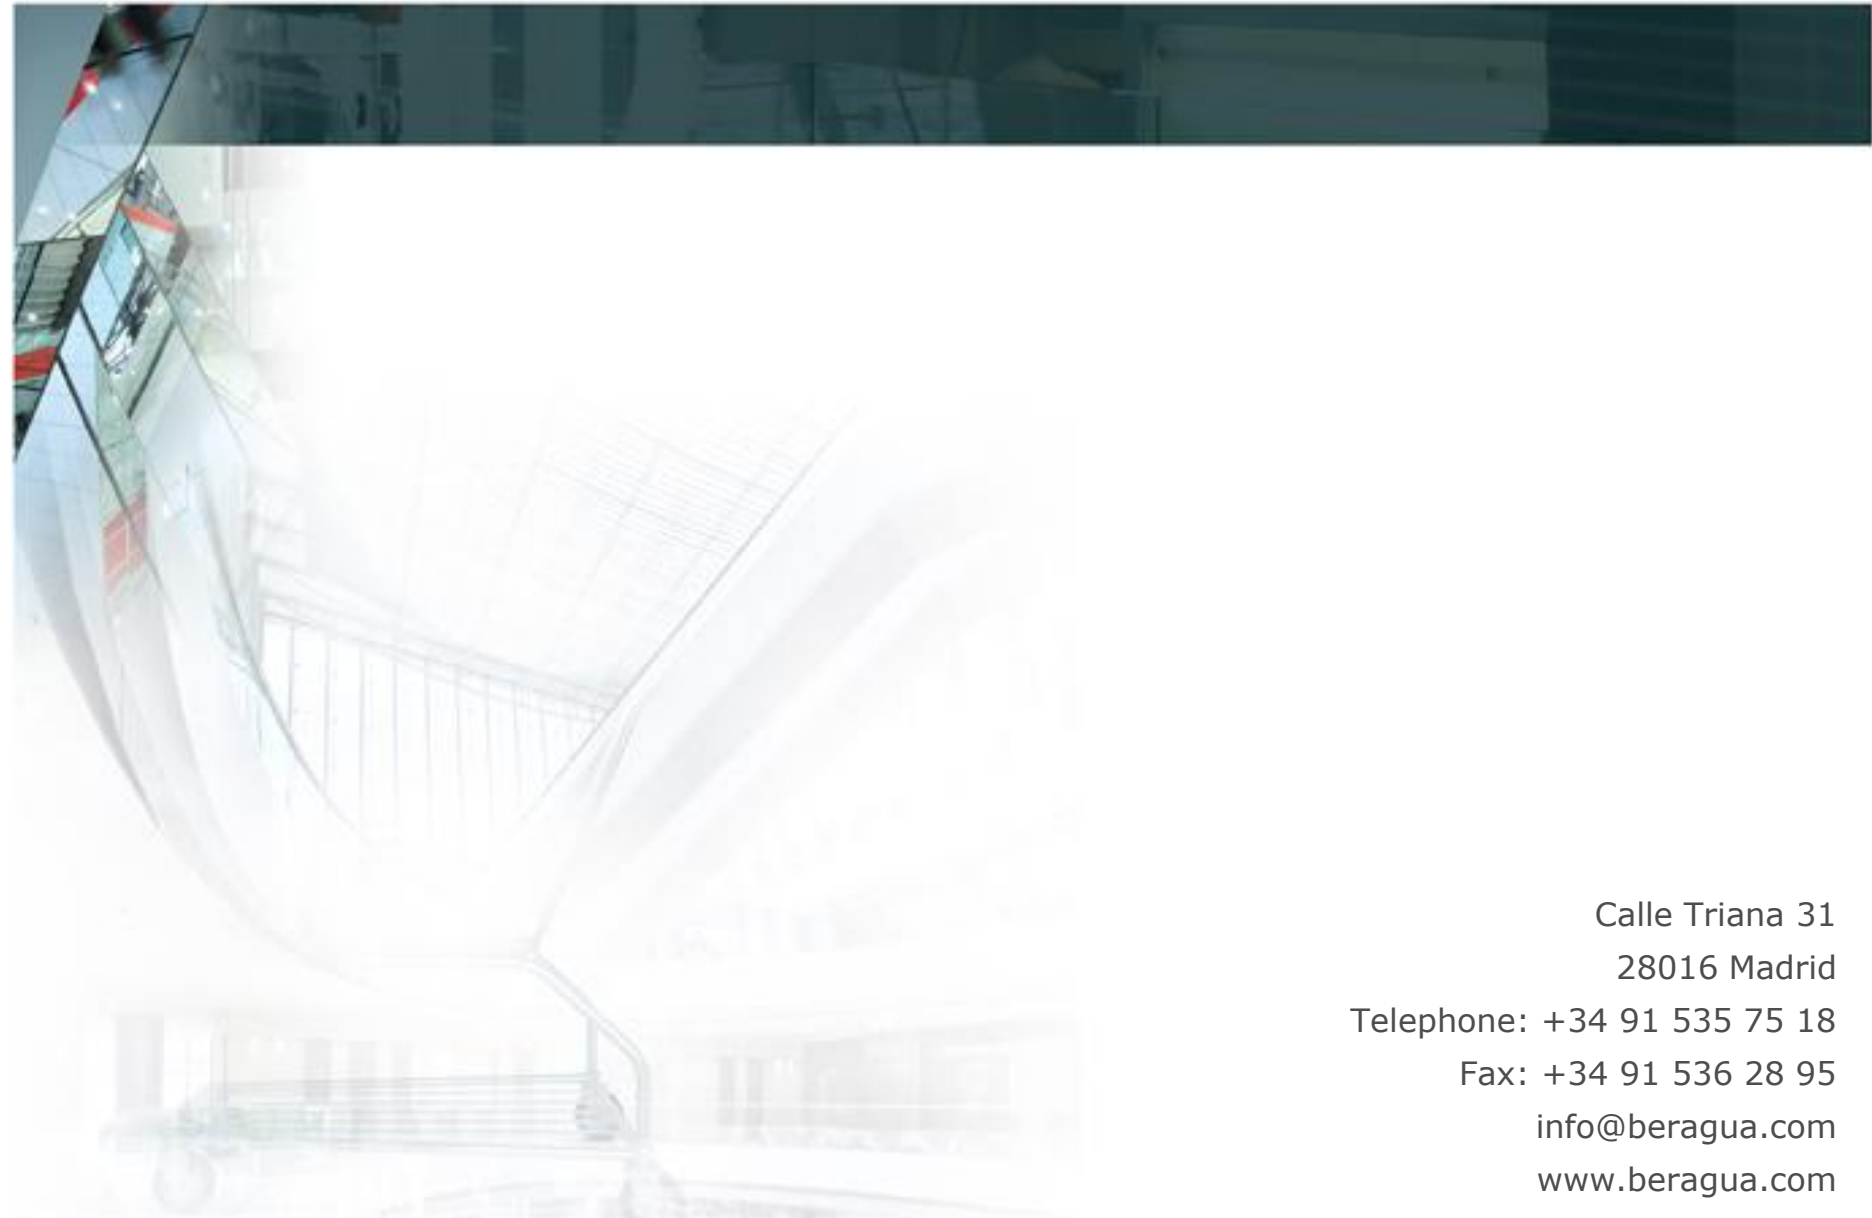 Calle Triana 31
28016 Madrid
Telephone: +34 91 535 75 18
Fax: +34 91 536 28 95
info@beragua.com
www.beragua.com